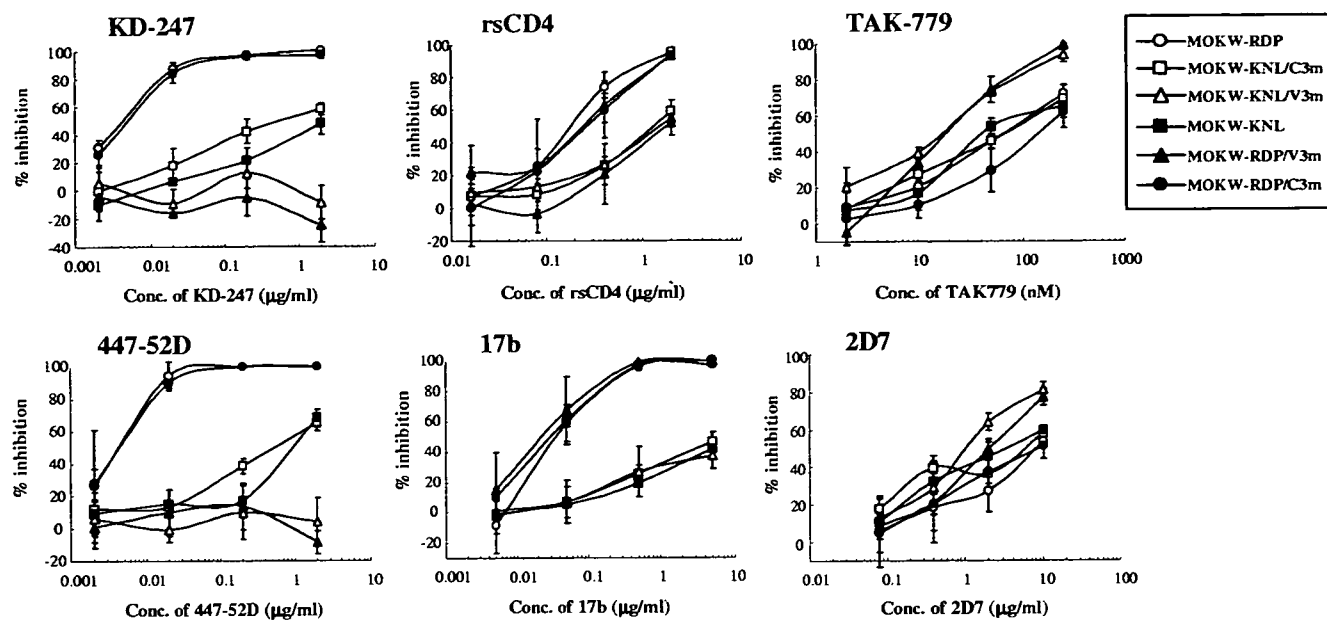 KD-247
rsCD4
TAK-779
MOKW-RDP
MOKW-KNL/C3m
MOKW-KNL/V3m
MOKW-KNL
MOKW-RDP/V3m
MOKW-RDP/C3m
% inhibition
100
80
60
40
20
0
-20
-40
0.001
0.01
0.1
1
10
Conc. of KD-247 (µg/ml)
% inhibition
100
80
60
40
20
0
-20
0.01
0.1
1
10
Conc. of rsCD4 (µg/ml)
% inhibition
100
80
60
40
20
0
1
10
100
1000
Conc. of TAK779 (nM)
447-52D
17b
2D7
% inhibition
100
80
60
40
20
0
-20
0.001
0.01
0.1
1
10
Conc. of 447-52D (µg/ml)
% inhibition
100
80
60
40
20
0
-20
0.001
0.01
0.1
1
10
Conc. of 17b (µg/ml)
% inhibition
100
80
60
40
20
0
0.01
0.1
1
10
100
Conc. of 2D7 (µg/ml)